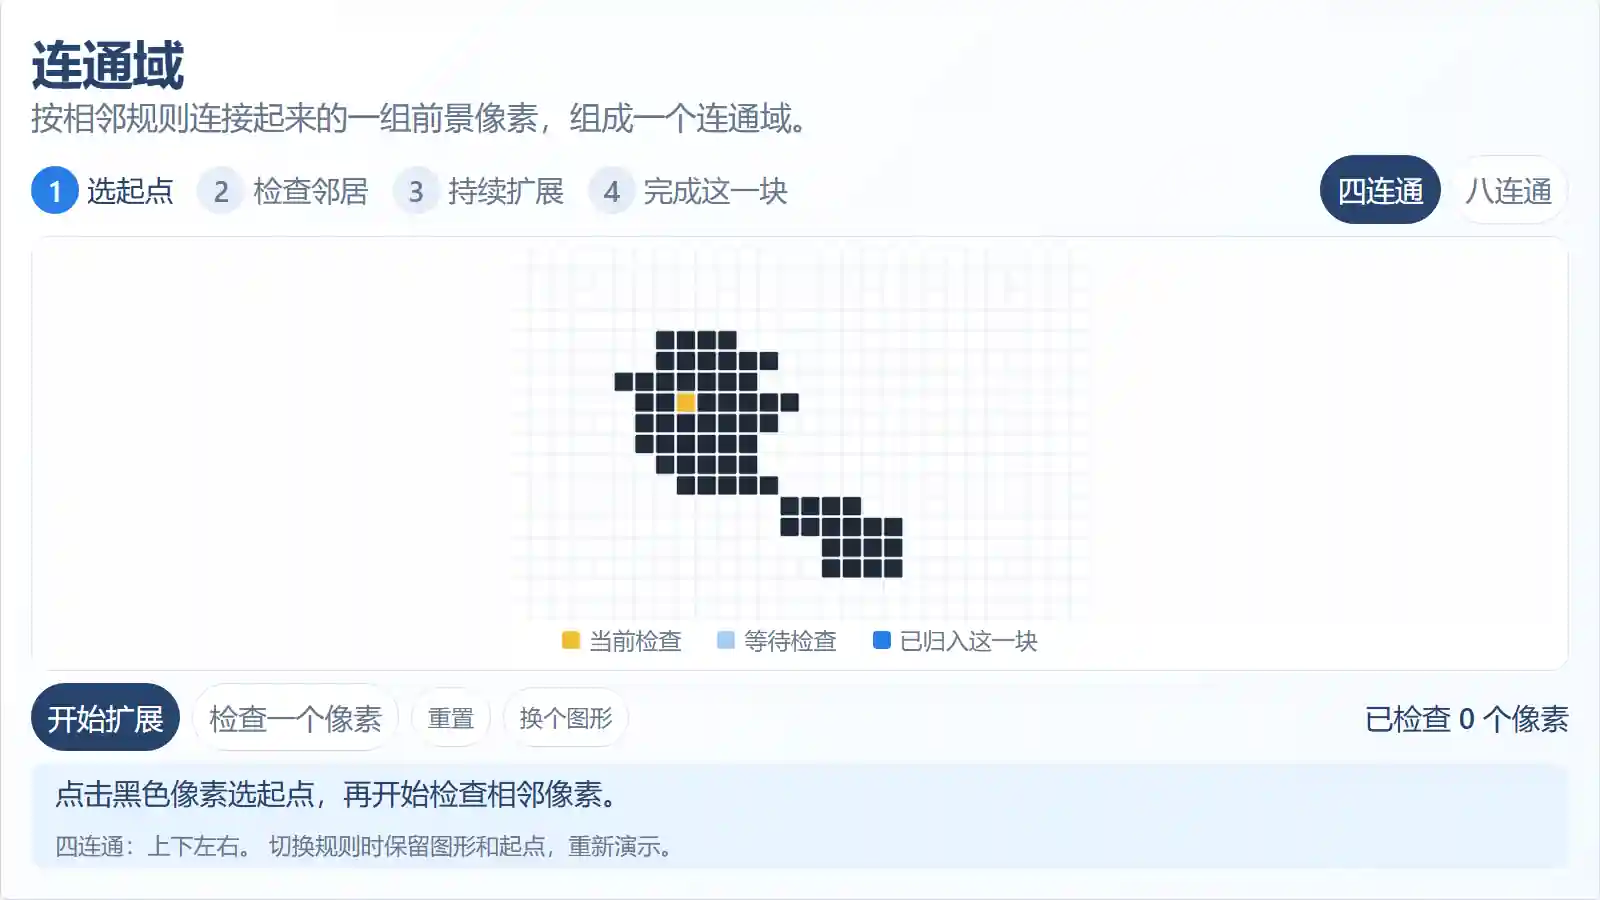 连通域
按相邻规则连接起来的一组前景像素，组成一个连通域。
1 选起点 2 检查邻居 3 持续扩展 4 完成这一块
四连通 八连通
当前检查 等待检查 已归入这一块
开始扩展 检查一个像素 重置 换个图形 已检查 0 个像素
点击黑色像素选起点，再开始检查相邻像素。
四连通：上下左右。 切换规则时保留图形和起点，重新演示。